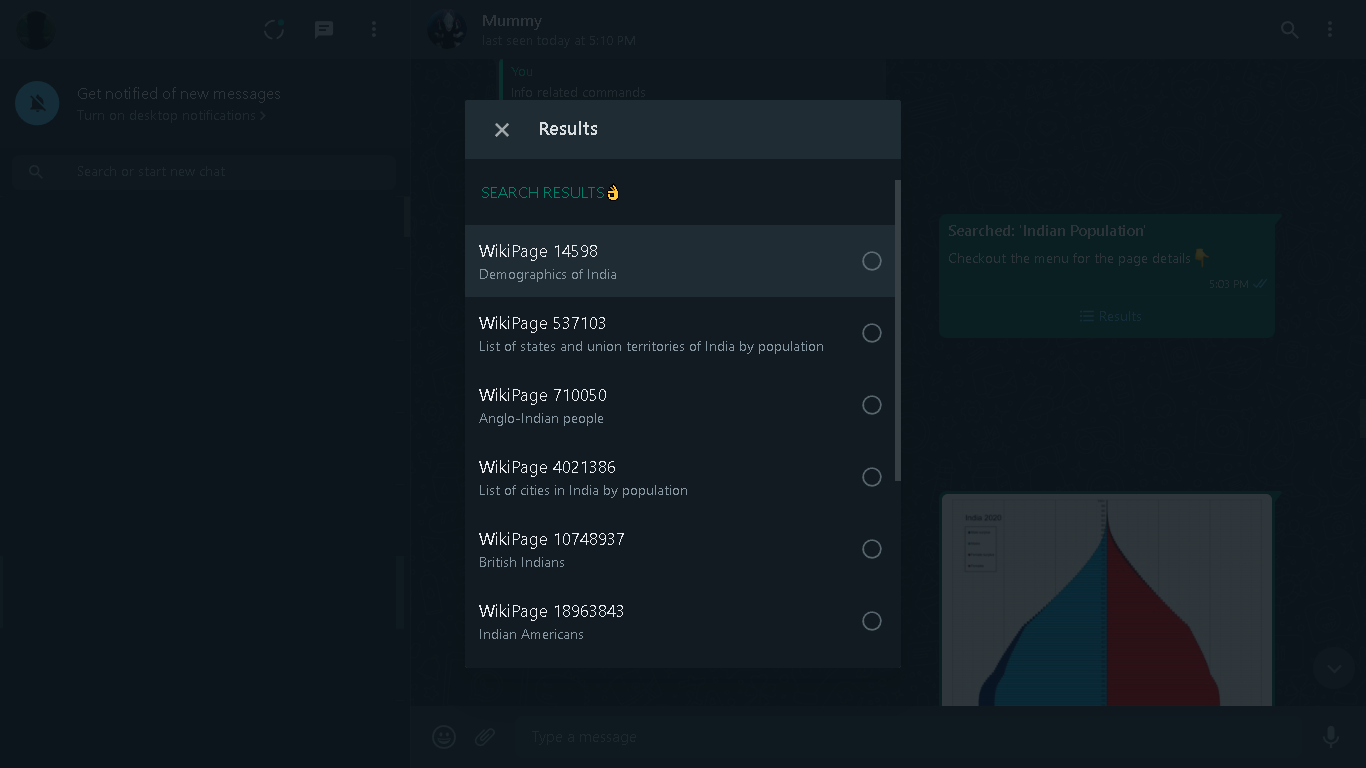 Mummy
last seen today at 5:10 PM
Get notified of new messages
Turn on desktop notifications >
Search or start new chat
You
Info related commands
Results
SEARCH RESULTS👌
WikiPage 14598
Demographics of India
WikiPage 537103
List of states and union territories of India by population
WikiPage 710050
Anglo-Indian people
WikiPage 4021386
List of cities in India by population
WikiPage 10748937
British Indians
WikiPage 18963843
Indian Americans
Searched: 'Indian Population'
Checkout the menu for the page details👇
5:03 PM
Results
India 2020
Type a message